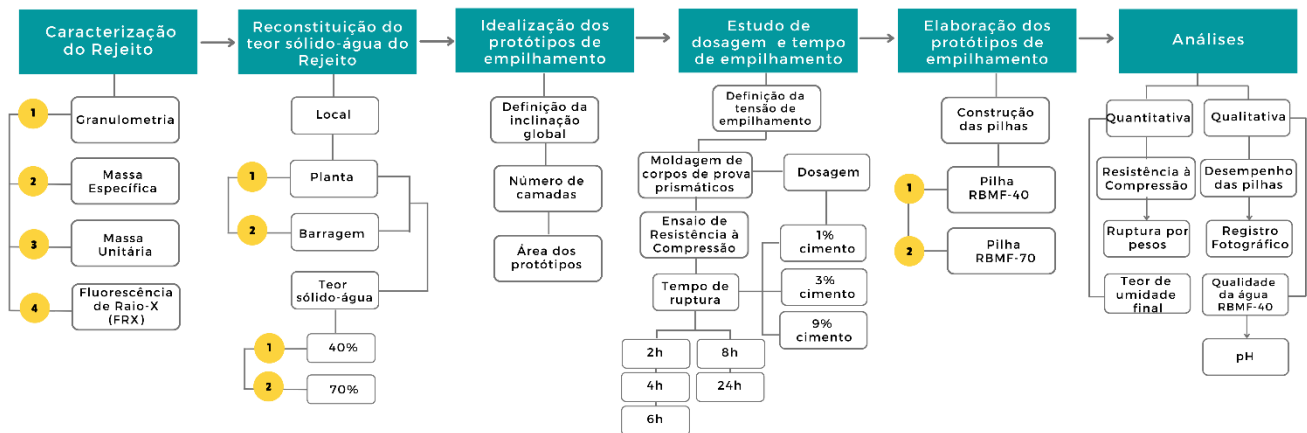 Caracterização
do Rejeito
1
Granulometria
2
Massa
Específica
3
Massa
Unitária
4
Fluorescência
de Raio-X
(FRX)
Reconstituição do
teor sólido-água do
Rejeito
Local
1
Planta
2
Barragem
Teor
sólido-água
1
40%
2
70%
Idealização dos
protótipos de
empilhamento
Definição da
inclinação
global
Número de
camadas
Área dos
protótipos
Estudo de
dosagem e tempo
de empilhamento
Definição da
tensão de
empilhamento
Moldagem de
corpos de prova
prismáticos
Dosagem
Ensaio de
Resistência à
Compressão
1%
cimento
Tempo de
ruptura
3%
cimento
9%
cimento
2h
8h
4h
24h
6h
Elaboração dos
protótipos de
empilhamento
Construção
das pilhas
1
Pilha
RBMF-40
2
Pilha
RBMF-70
Análises
Quantitativa
Resistência à
Compressão
Ruptura por
pesos
Teor de
umidade
final
Qualitativa
Desempenho
das pilhas
Registro
Fotográfico
Qualidade
da água
RBMF-40
pH